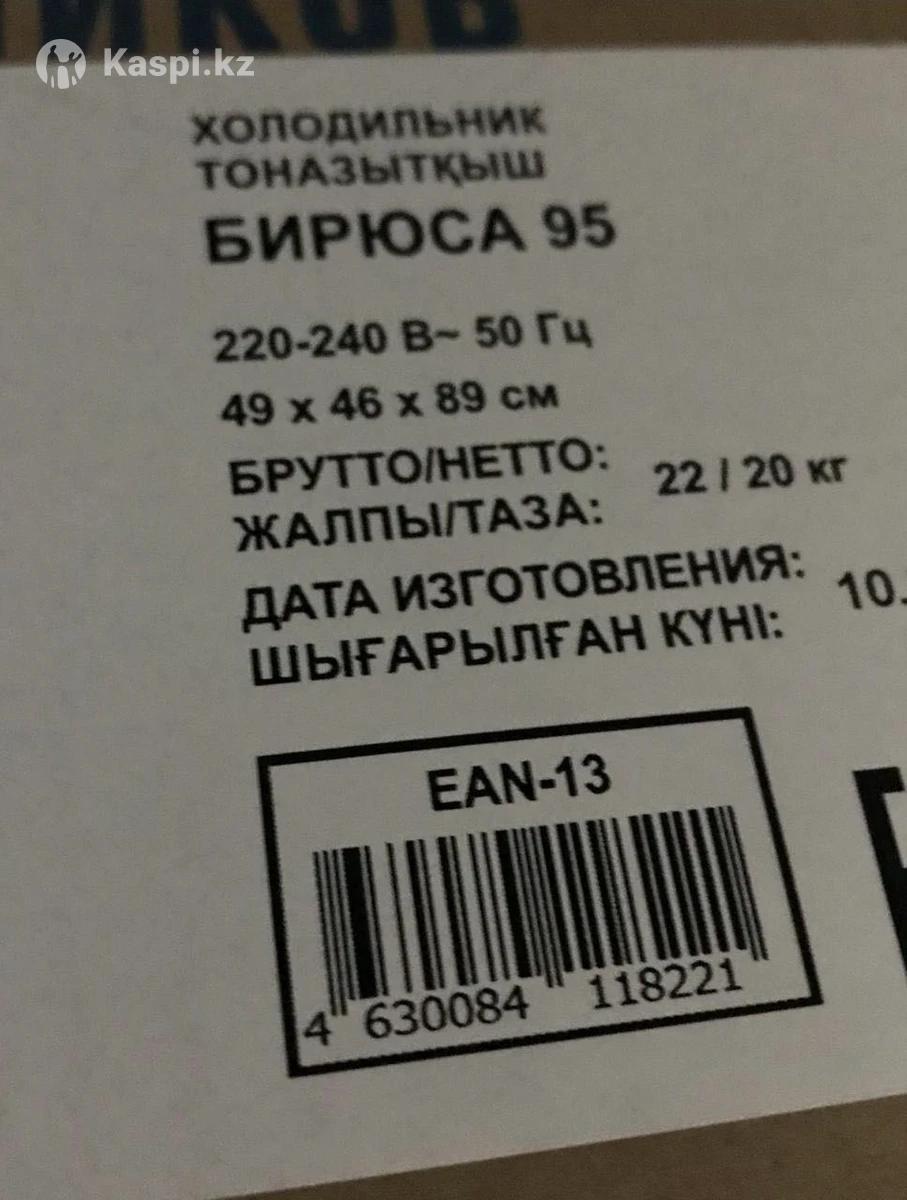 Kaspi.kz
ХОЛОДИЛЬНИК
ТОНАЗЫТҚЫШ
БИРЮСА 95
220-240 В~ 50 Гц
49 x 46 x 89 см
БРУТТО/НЕТТО:
ЖАЛПЫ/ТАЗА: 22 / 20 кг
ДАТА ИЗГОТОВЛЕНИЯ:
ШЫҒАРЫЛҒАН КҮНІ: 10.
EAN-13
4 630084 118221